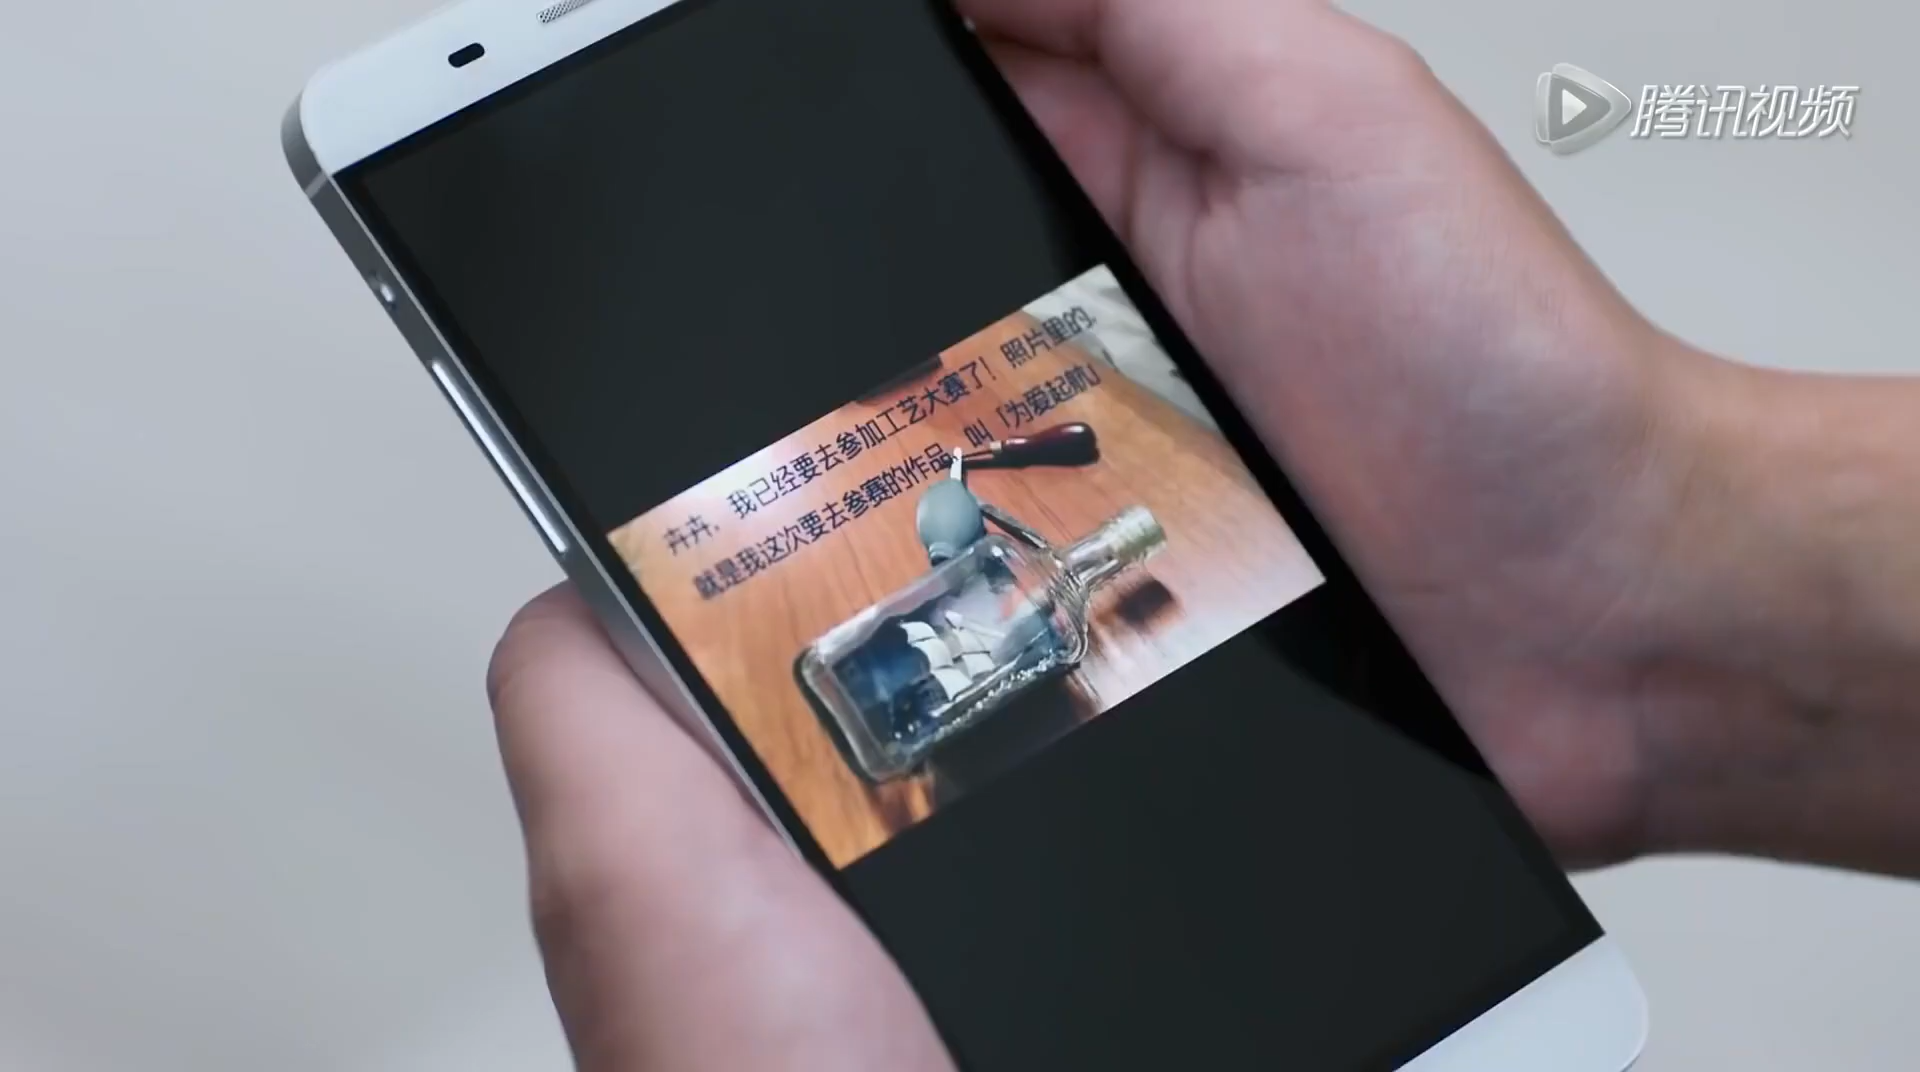 腾讯视频
卉卉，我已经要去参加工艺大赛了！照片里的，
就是我这次要去参赛的作品，叫「为爱起航」！